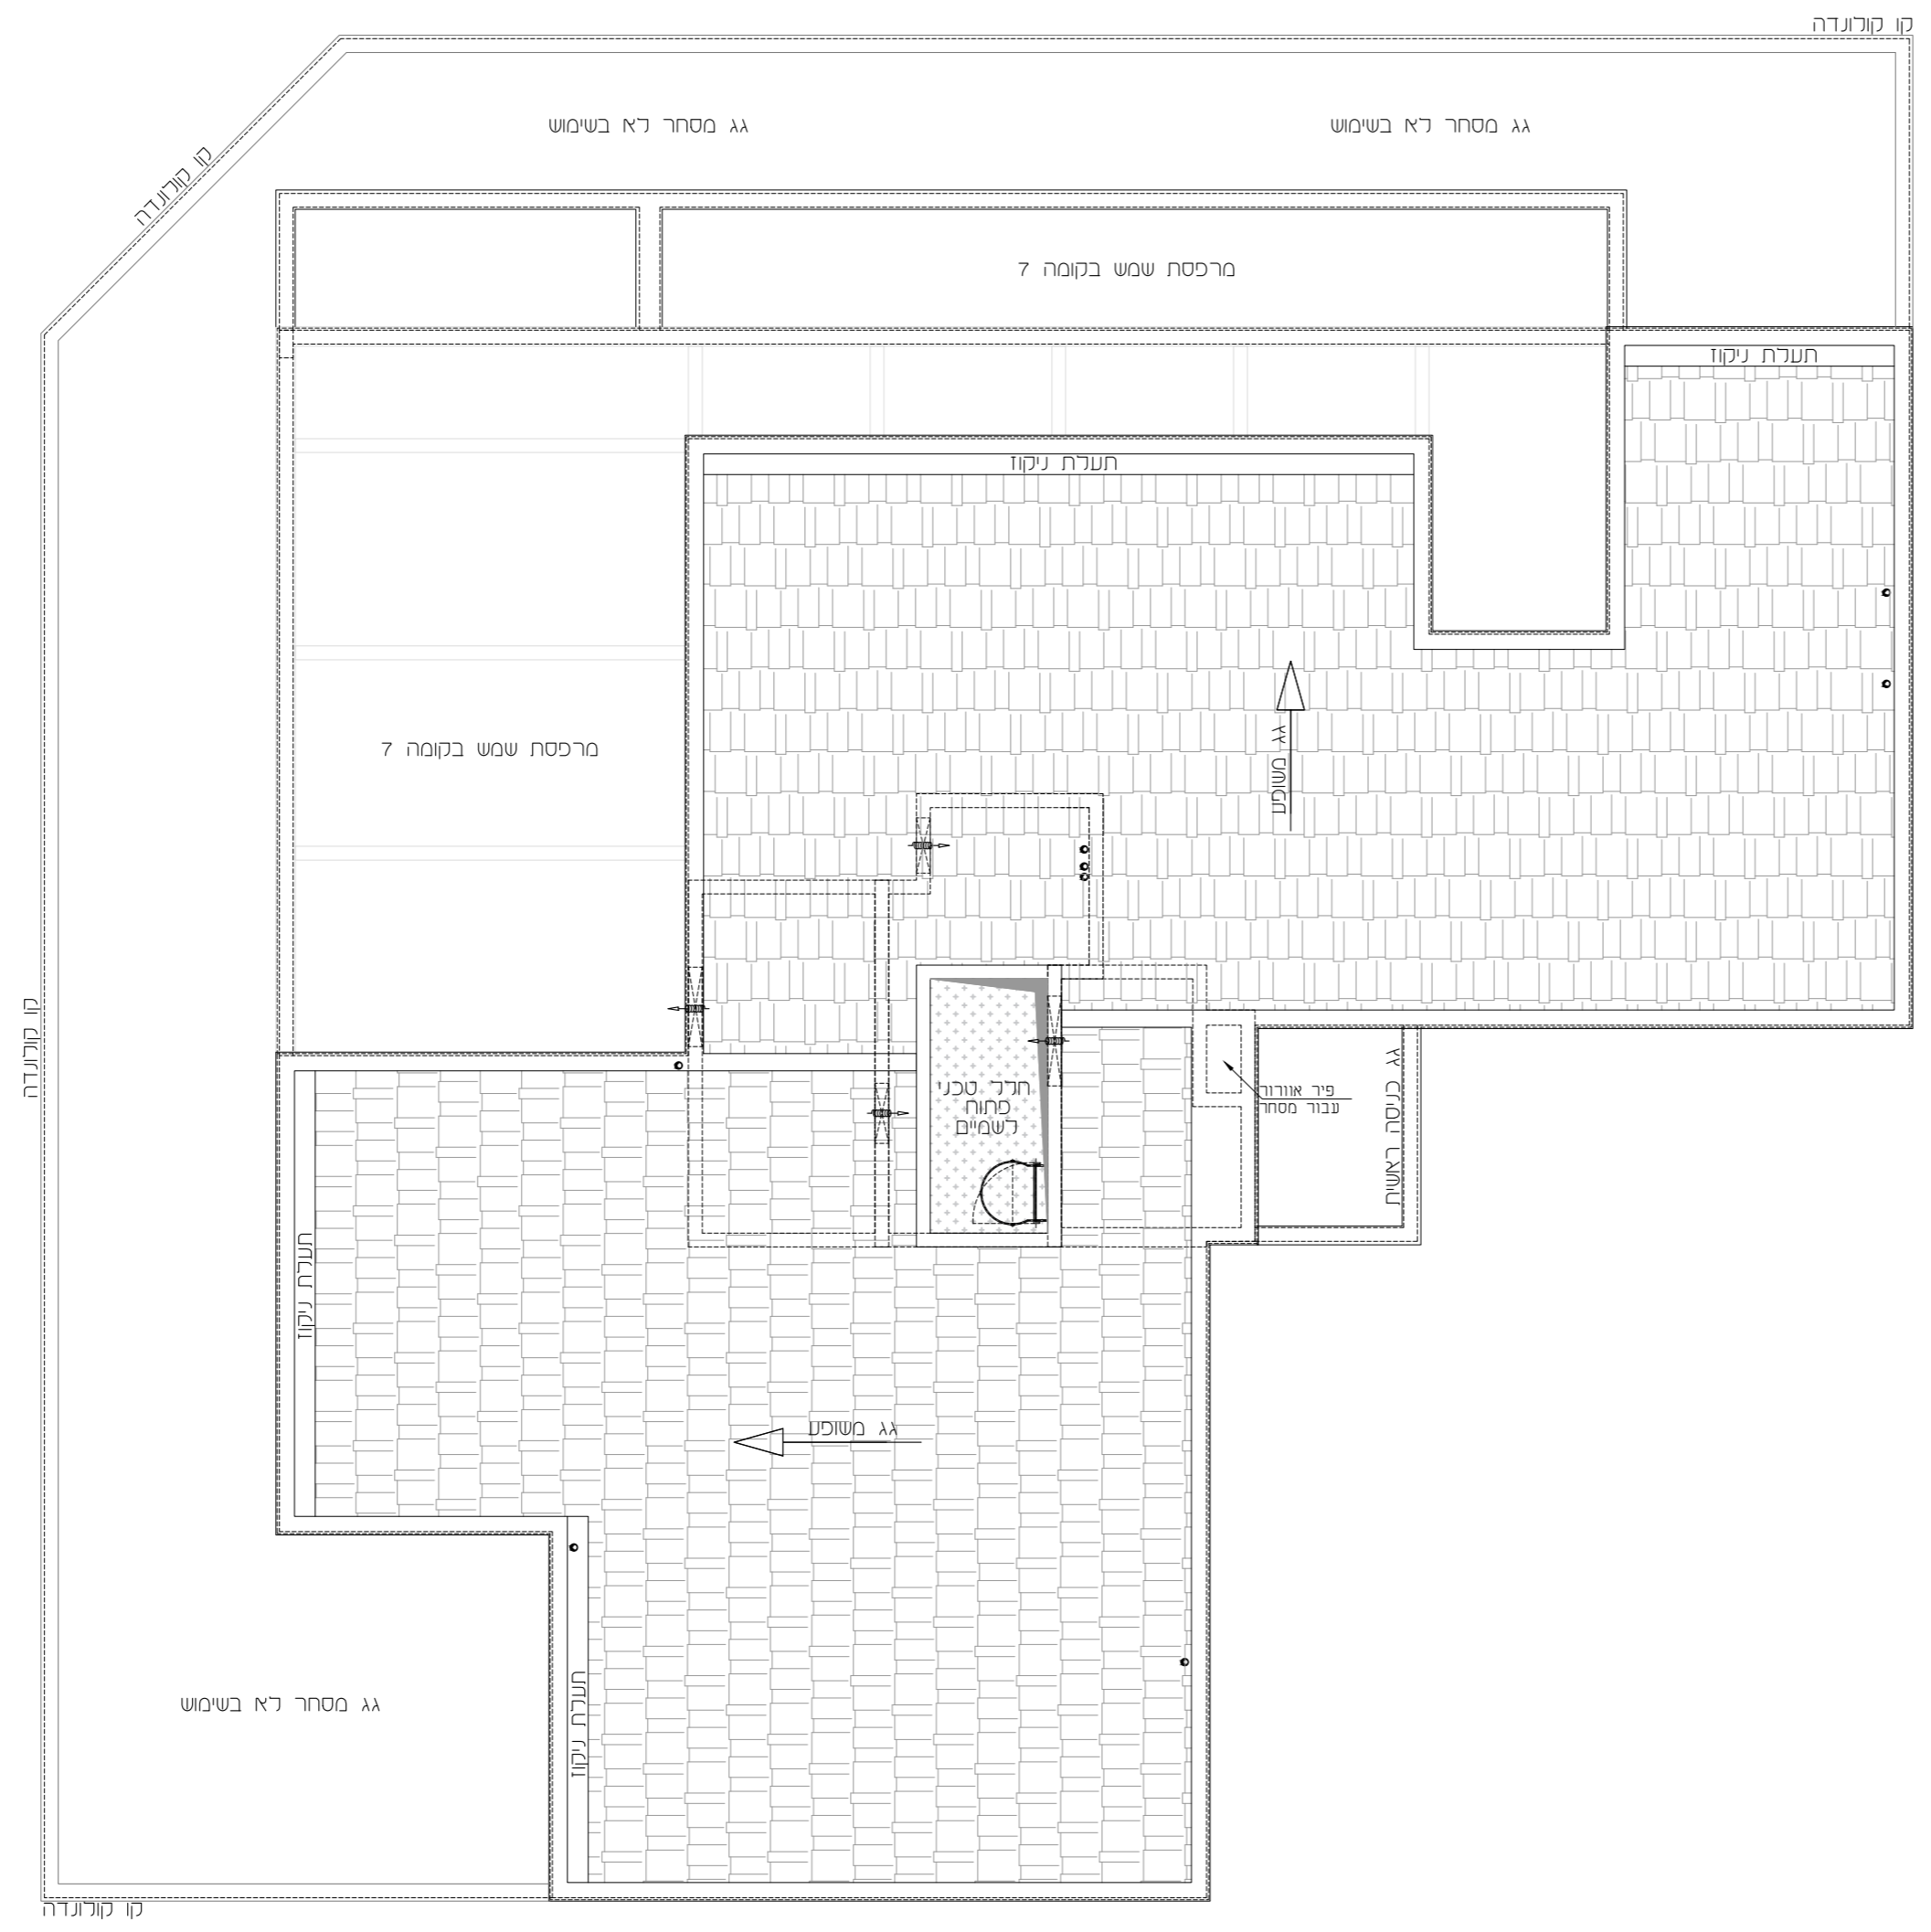 קו קולונדה
גג מסחר לא בשימוש
גג מסחר לא בשימוש
קו קולונדה
מרפסת שמש בקומה 7
תעלת ניקוז
תעלת ניקוז
גג משופע
מרפסת שמש בקומה 7
קו קולונדה
חלל טכני
פתוח
לשמיים
פיר אוורור
עבור מסחר
גג כניסה ראשית
תעלת ניקוז
גג משופע
תעלת ניקוז
גג מסחר לא בשימוש
קו קולונדה